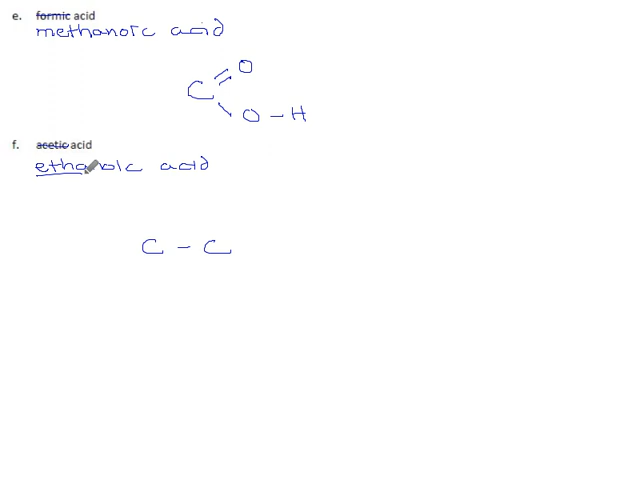 e. formic acid
methanoic acid
C = O
O - H
f. acetic acid
ethanoic acid
C - C